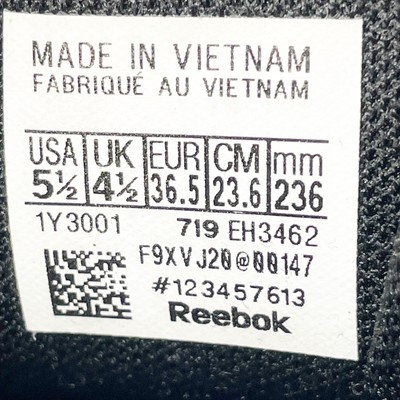 MADE IN VIETNAM
FABRIQUÉ AU VIETNAM
USA UK EUR CM mm
5½ 4½ 36.5 23.6 236
1Y3001 719 EH3462
F9XVJ20@00147
#123457613
Reebok